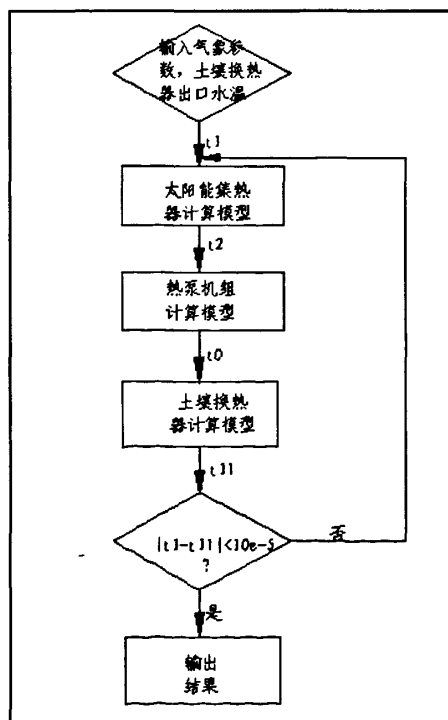 输入气象参
数，土壤换热
器出口水温
t1
太阳能集热
器计算模型
t2
热泵机组
计算模型
t0
土壤换热
器计算模型
t11
|t1-t11|<10e-5
?
否
是
输出
结果